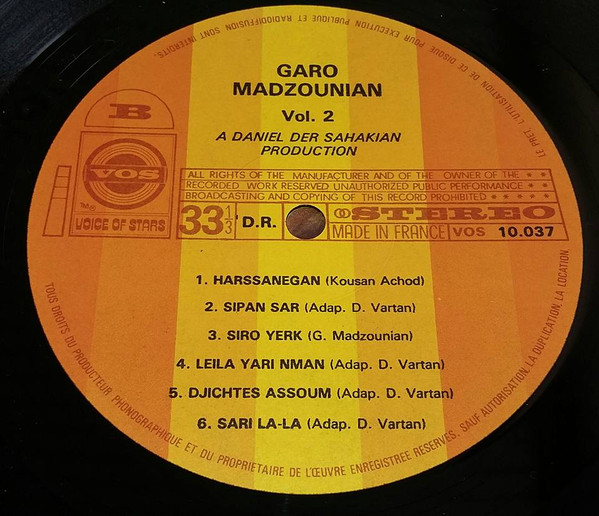 GARO
MADZOUNIAN
Vol. 2
A DANIEL DER SAHAKIAN
PRODUCTION
B
VOS
VOICE OF STARS
ALL RIGHTS OF THE MANUFACTURER AND OF THE OWNER OF THE
RECORDED WORK RESERVED UNAUTHORIZED PUBLIC PERFORMANCE
BROADCASTING AND COPYING OF THIS RECORD PROHIBITED
33 1/3
D.R.
STEREO
MADE IN FRANCE
VOS 10.037
1. HARSSANEGAN (Kousan Achod)
2. SIPAN SAR (Adap. D. Vartan)
3. SIRO YERK (G. Madzounian)
4. LEILA YARI NMAN (Adap. D. Vartan)
5. DJICHTES ASSOUM (Adap. D. Vartan)
6. SARI LA-LA (Adap. D. Vartan)
TOUS DROITS DU PRODUCTEUR PHONOGRAPHIQUE ET DU PROPRIETAIRE DE L'ŒUVRE ENREGISTREE RESERVES, SAUF AUTORISATION, LA DUPLICATION, LA LOCATION
LE PRET, L'UTILISATION DE CE DISQUE POUR EXECUTION PUBLIQUE ET RADIODIFFUSION SONT INTERDITS.